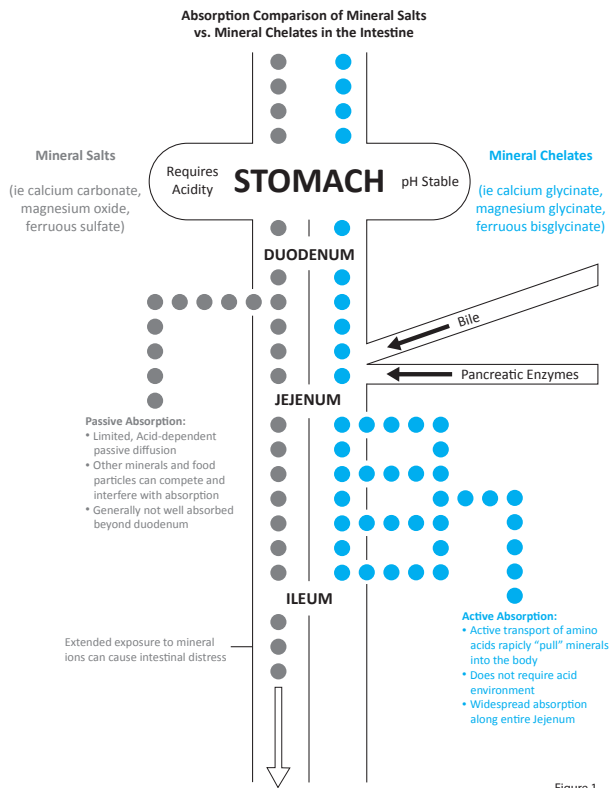 Absorption Comparison of Mineral Salts
vs. Mineral Chelates in the Intestine
Mineral Salts
(ie calcium carbonate,
magnesium oxide,
ferruous sulfate)
Requires
Acidity
STOMACH
pH Stable
Mineral Chelates
(ie calcium glycinate,
magnesium glycinate,
ferruous bisglycinate)
DUODENUM
Bile
Pancreatic Enzymes
JEJENUM
Passive Absorption:
• Limited, Acid-dependent
passive diffusion
• Other minerals and food
particles can compete and
interfere with absorption
• Generally not well absorbed
beyond duodenum
ILEUM
Extended exposure to mineral
ions can cause intestinal distress
Active Absorption:
• Active transport of amino
acids rapicly “pull” minerals
into the body
• Does not require acid
environment
• Widespread absorption
along entire Jejenum
Figure 1